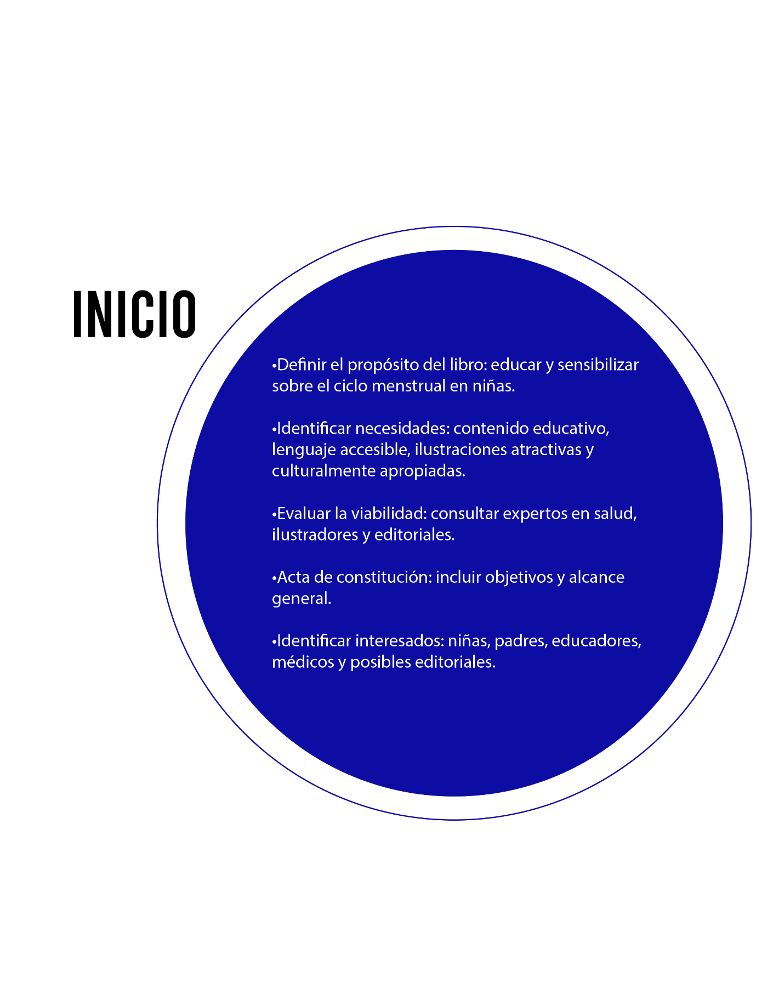 INICIO
•Definir el propósito del libro: educar y sensibilizar
sobre el ciclo menstrual en niñas.
•Identificar necesidades: contenido educativo,
lenguaje accesible, ilustraciones atractivas y
culturalmente apropiadas.
•Evaluar la viabilidad: consultar expertos en salud,
ilustradores y editoriales.
•Acta de constitución: incluir objetivos y alcance
general.
•Identificar interesados: niñas, padres, educadores,
médicos y posibles editoriales.